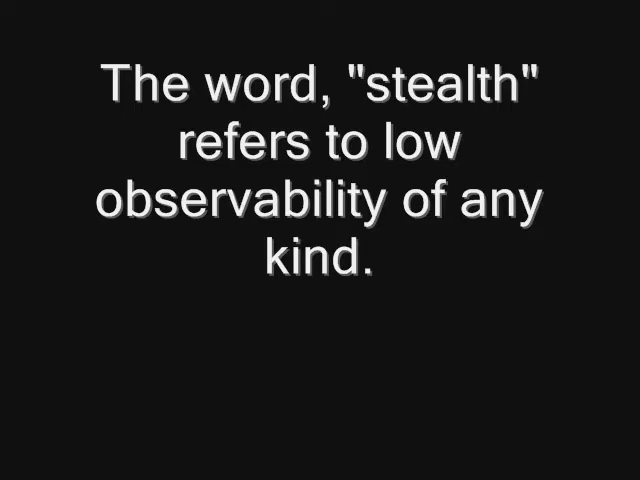 The word, "stealth"
refers to low
observability of any
kind.